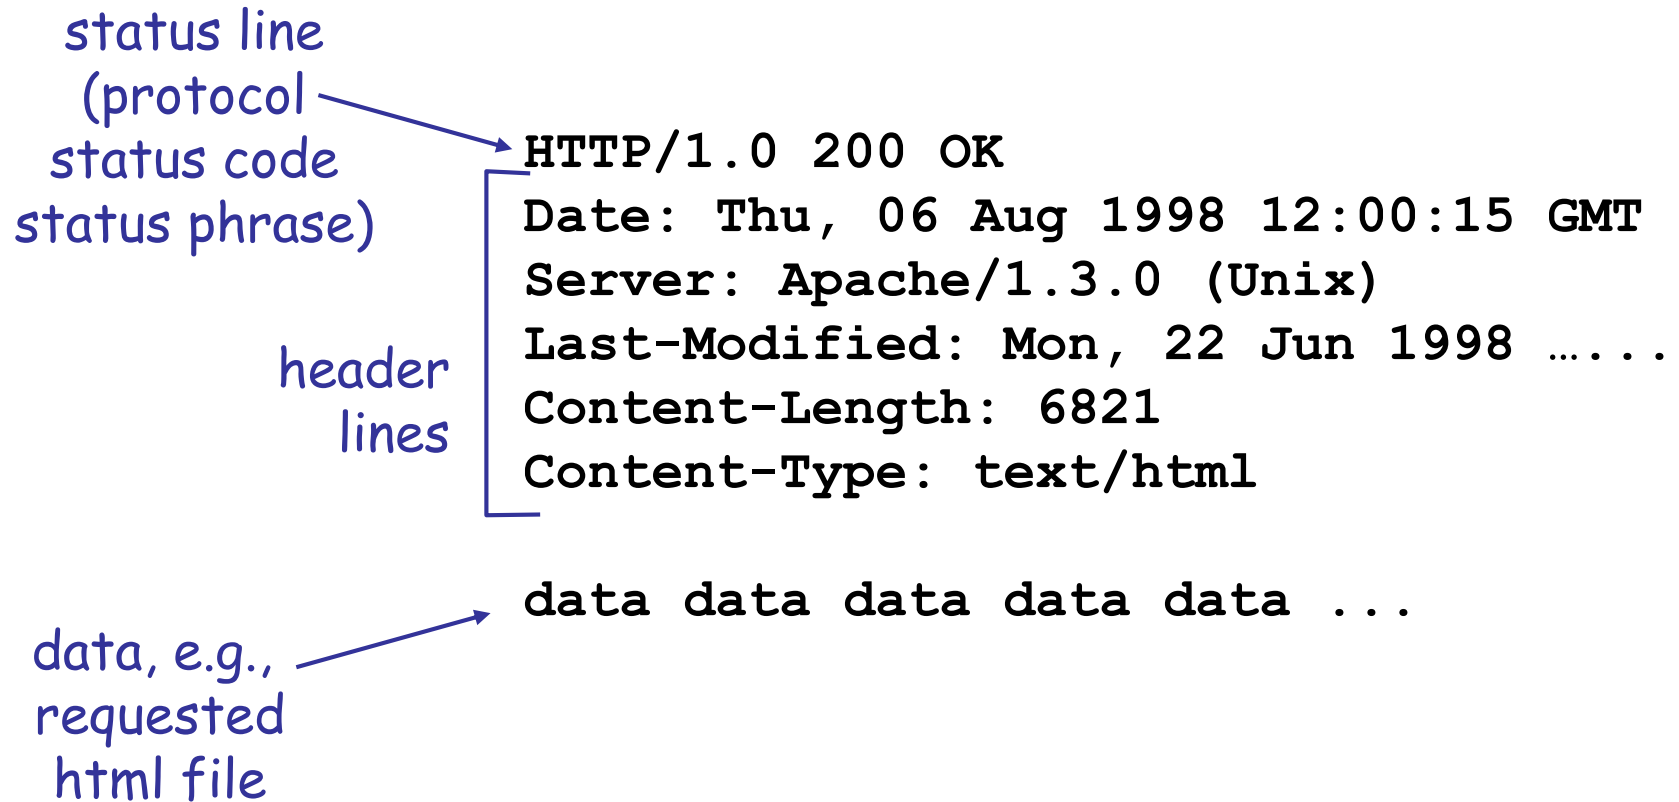 status line
(protocol
status code
status phrase)
HTTP/1.0 200 OK
Date: Thu, 06 Aug 1998 12:00:15 GMT
Server: Apache/1.3.0 (Unix)
Last-Modified: Mon, 22 Jun 1998 …...
Content-Length: 6821
Content-Type: text/html
header
lines
data data data data data ...
data, e.g.,
requested
html file